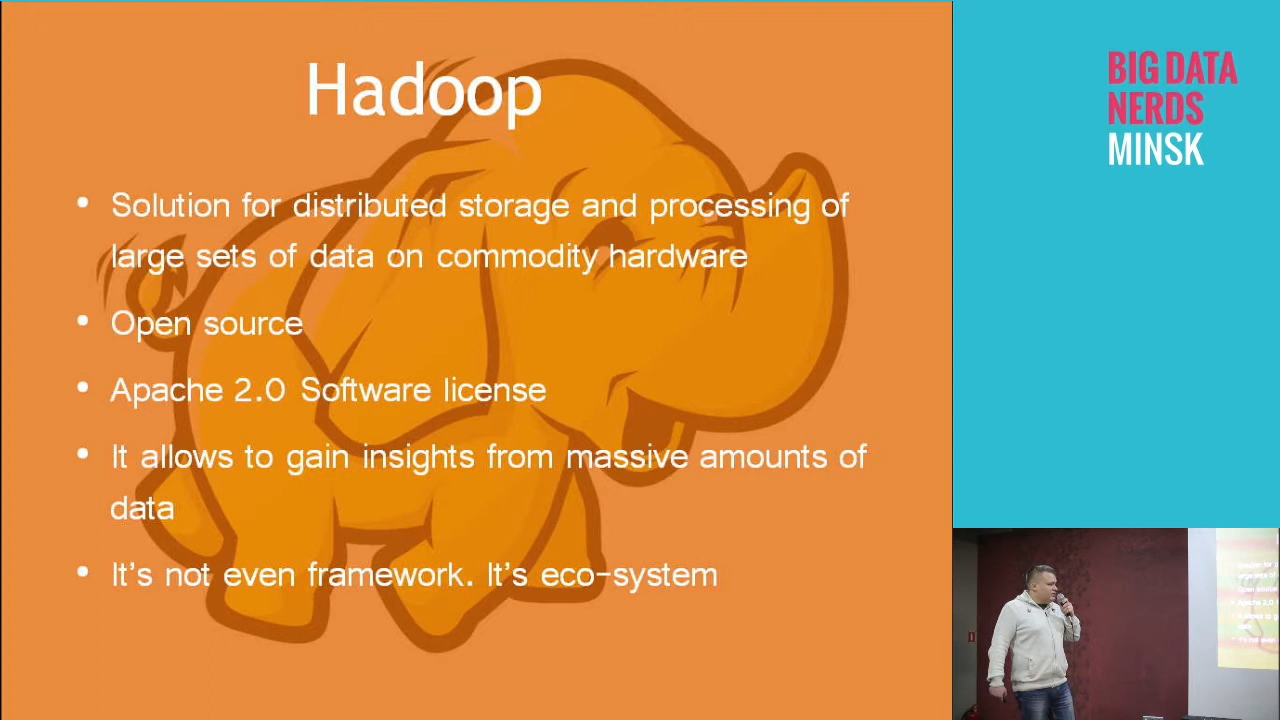 Hadoop
• Solution for distributed storage and processing of
large sets of data on commodity hardware
• Open source
• Apache 2.0 Software license
• It allows to gain insights from massive amounts of
data
• It's not even framework. It's eco-system
BIG DATA
NERDS
MINSK